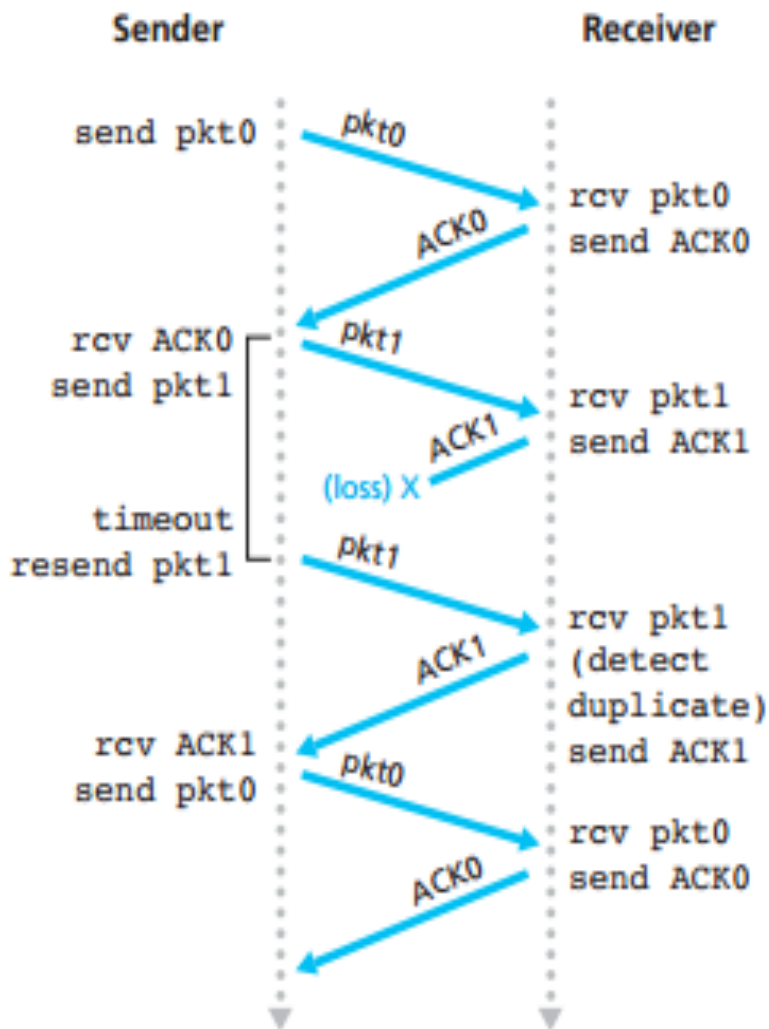 Sender
Receiver
send pkt0
pkt0
rcv pkt0
send ACK0
ACK0
rcv ACK0
send pkt1
pkt1
rcv pkt1
send ACK1
ACK1
(loss) X
timeout
resend pkt1
pkt1
rcv pkt1
(detect
duplicate)
send ACK1
ACK1
rcv ACK1
send pkt0
pkt0
rcv pkt0
send ACK0
ACK0